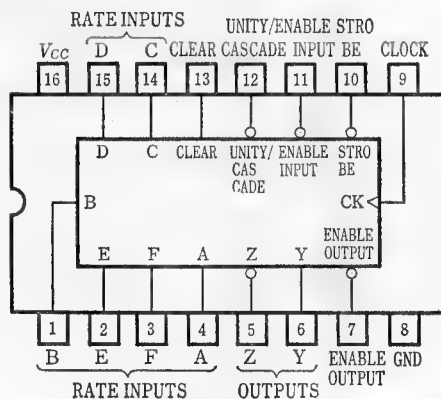 RATE INPUTS UNITY/ENABLE STRO
VCC D C CLEAR CASCADE INPUT BE CLOCK
16 15 14 13 12 11 10 9
D C CLEAR UNITY/ ENABLE STRO
CAS INPUT BE
CADE
B CK
ENABLE
E F A Z Y OUTPUT
1 2 3 4 5 6 7 8
B E F A Z Y ENABLE GND
RATE INPUTS OUTPUTS OUTPUT